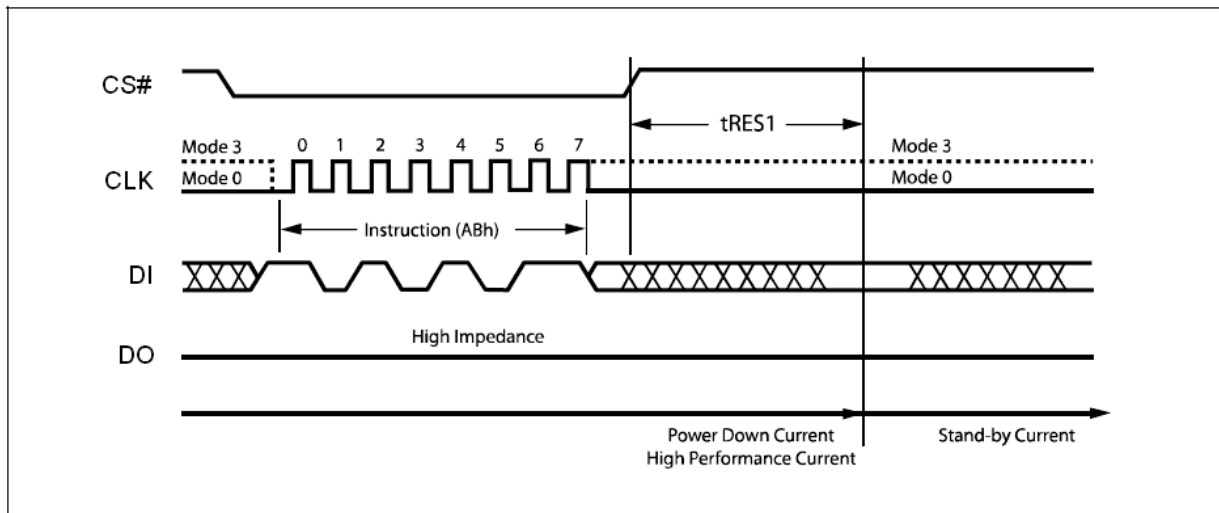 CS#
tRES1
Mode 3
0 1 2 3 4 5 6 7
Mode 3
CLK
Mode 0
Mode 0
Instruction (ABh)
DI
High Impedance
DO
Power Down Current
High Performance Current
Stand-by Current